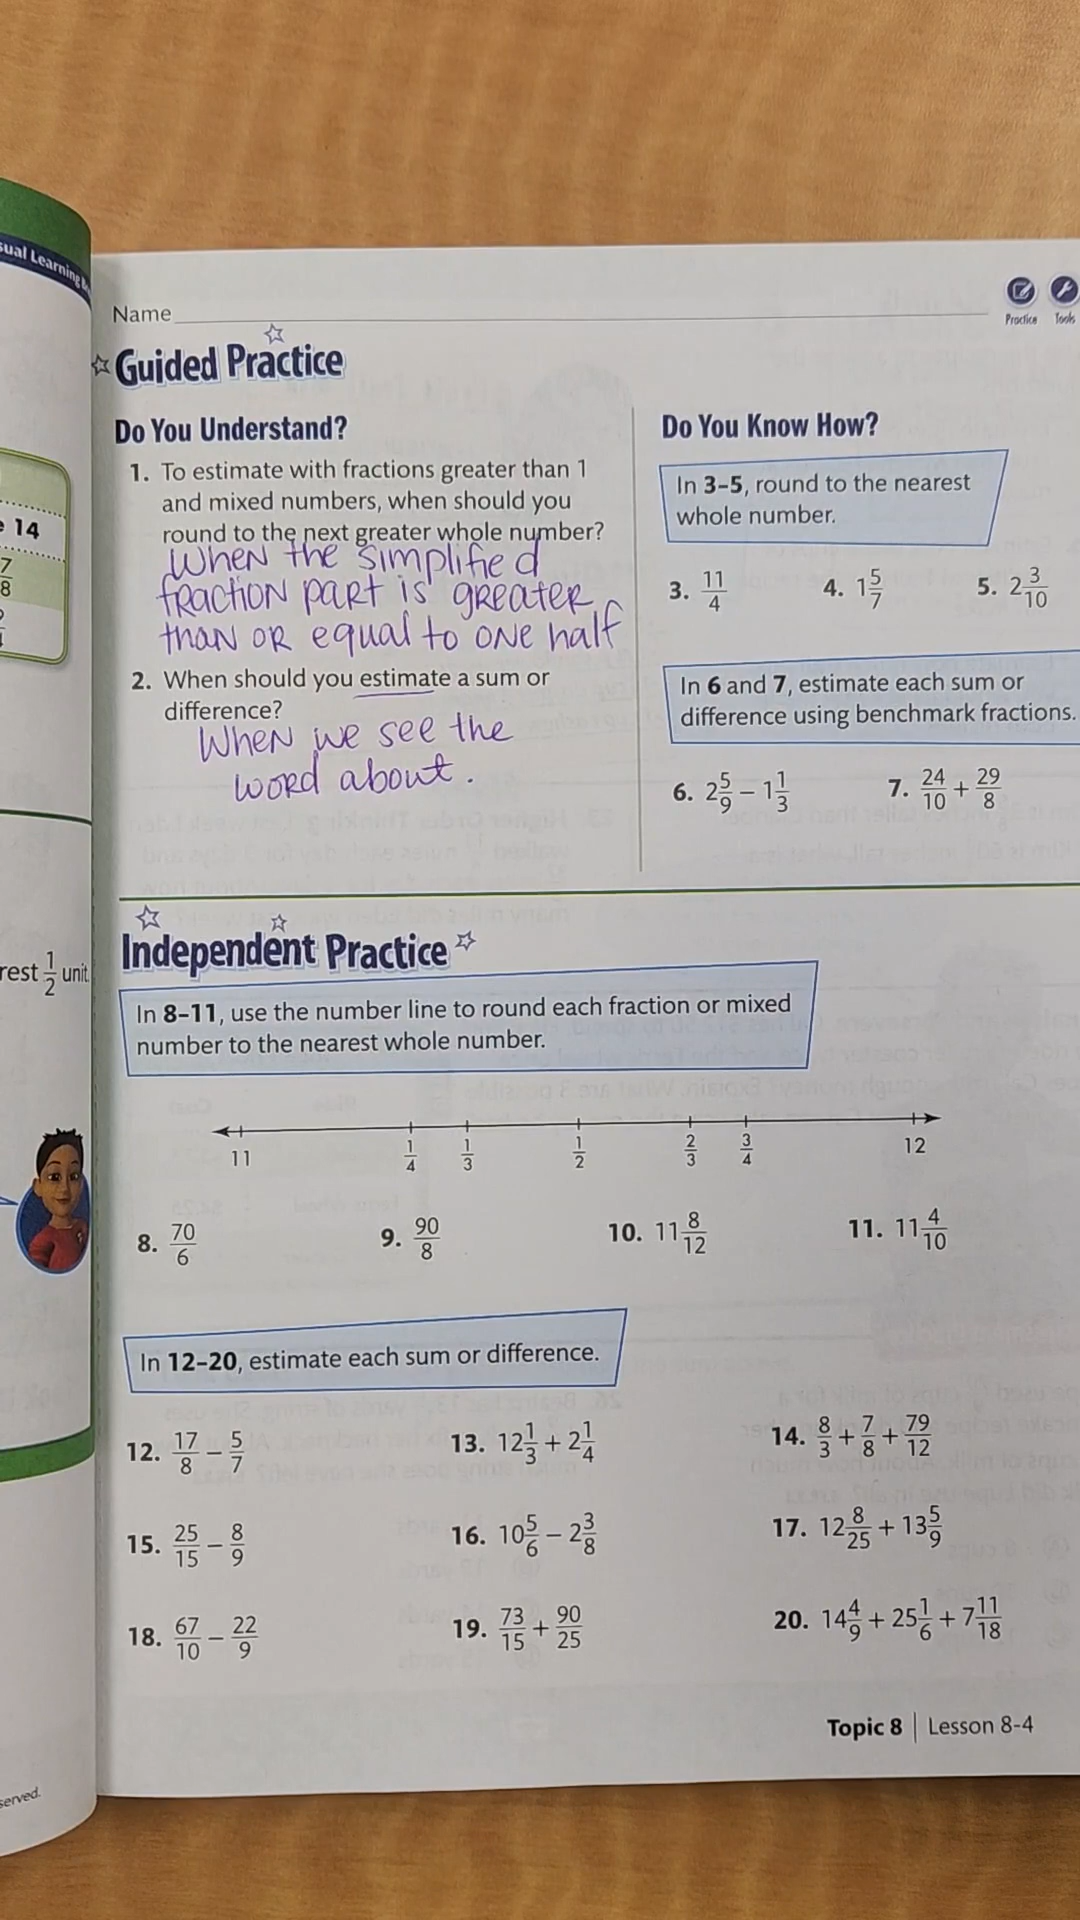 sual Learning
e 14
7/8
rest 1/2 unit.
served.
Name
Practice Tools
Guided Practice
Do You Understand?
1. To estimate with fractions greater than 1
and mixed numbers, when should you
round to the next greater whole number?
When the simplified
fraction part is greater
than or equal to one half
2. When should you estimate a sum or
difference?
When we see the
word about.
Do You Know How?
In 3–5, round to the nearest
whole number.
3. 11/4 4. 1 5/7 5. 2 3/10
In 6 and 7, estimate each sum or
difference using benchmark fractions.
6. 2 5/9 − 1 1/3 7. 24/10 + 29/8
Independent Practice
In 8–11, use the number line to round each fraction or mixed
number to the nearest whole number.
11 1/4 1/3 1/2 2/3 3/4 12
8. 70/6 9. 90/8 10. 11 8/12 11. 11 4/10
In 12–20, estimate each sum or difference.
12. 17/8 − 5/7 13. 12 1/3 + 2 1/4 14. 8/3 + 7/8 + 79/12
15. 25/15 − 8/9 16. 10 5/6 − 2 3/8 17. 12 8/25 + 13 5/9
18. 67/10 − 22/9 19. 73/15 + 90/25 20. 14 4/9 + 25 1/6 + 7 11/18
Topic 8 | Lesson 8-4